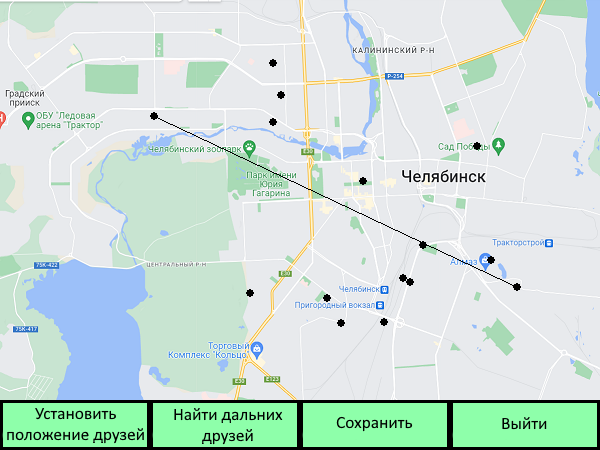 КАЛИНИНСКИЙ Р-Н
P-254
Градский
прииск
ОБУ "Ледовая
арена "Трактор"
Челябинский зоопарк
E30
Сад Победы
Парк имени
Юрия
Гагарина
Челябинск
Тракторстрой
Алмаз
75К-422
ЦЕНТРАЛЬНЫЙ Р-Н
E30
Челябинск
Пригородный вокзал
75К-417
Торговый
Комплекс "Кольцо"
E30
E123
Установить
положение друзей
Найти дальних
друзей
Сохранить
Выйти